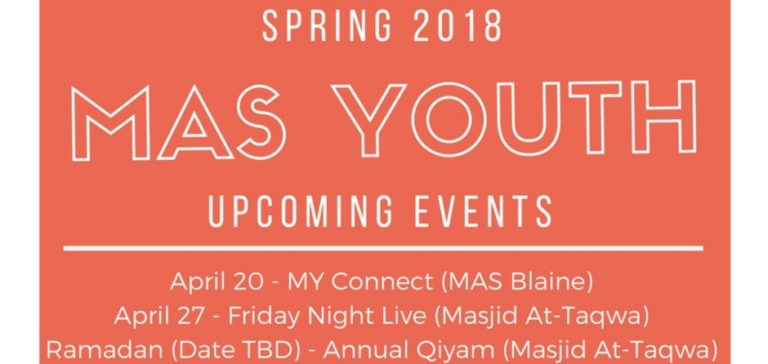 SPRING 2018
MAS YOUTH
UPCOMING EVENTS
April 20 - MY Connect (MAS Blaine)
April 27 - Friday Night Live (Masjid At-Taqwa)
Ramadan (Date TBD) - Annual Qiyam (Masjid At-Taqwa)